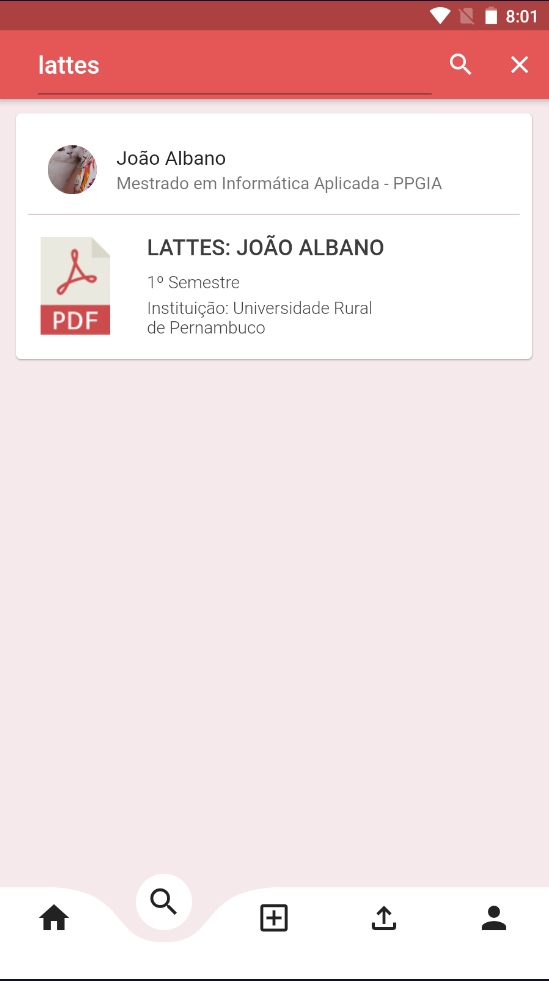 8:01
lattes
João Albano
Mestrado em Informática Aplicada - PPGIA
LATTES: JOÃO ALBANO
1º Semestre
Instituição: Universidade Rural
de Pernambuco
PDF